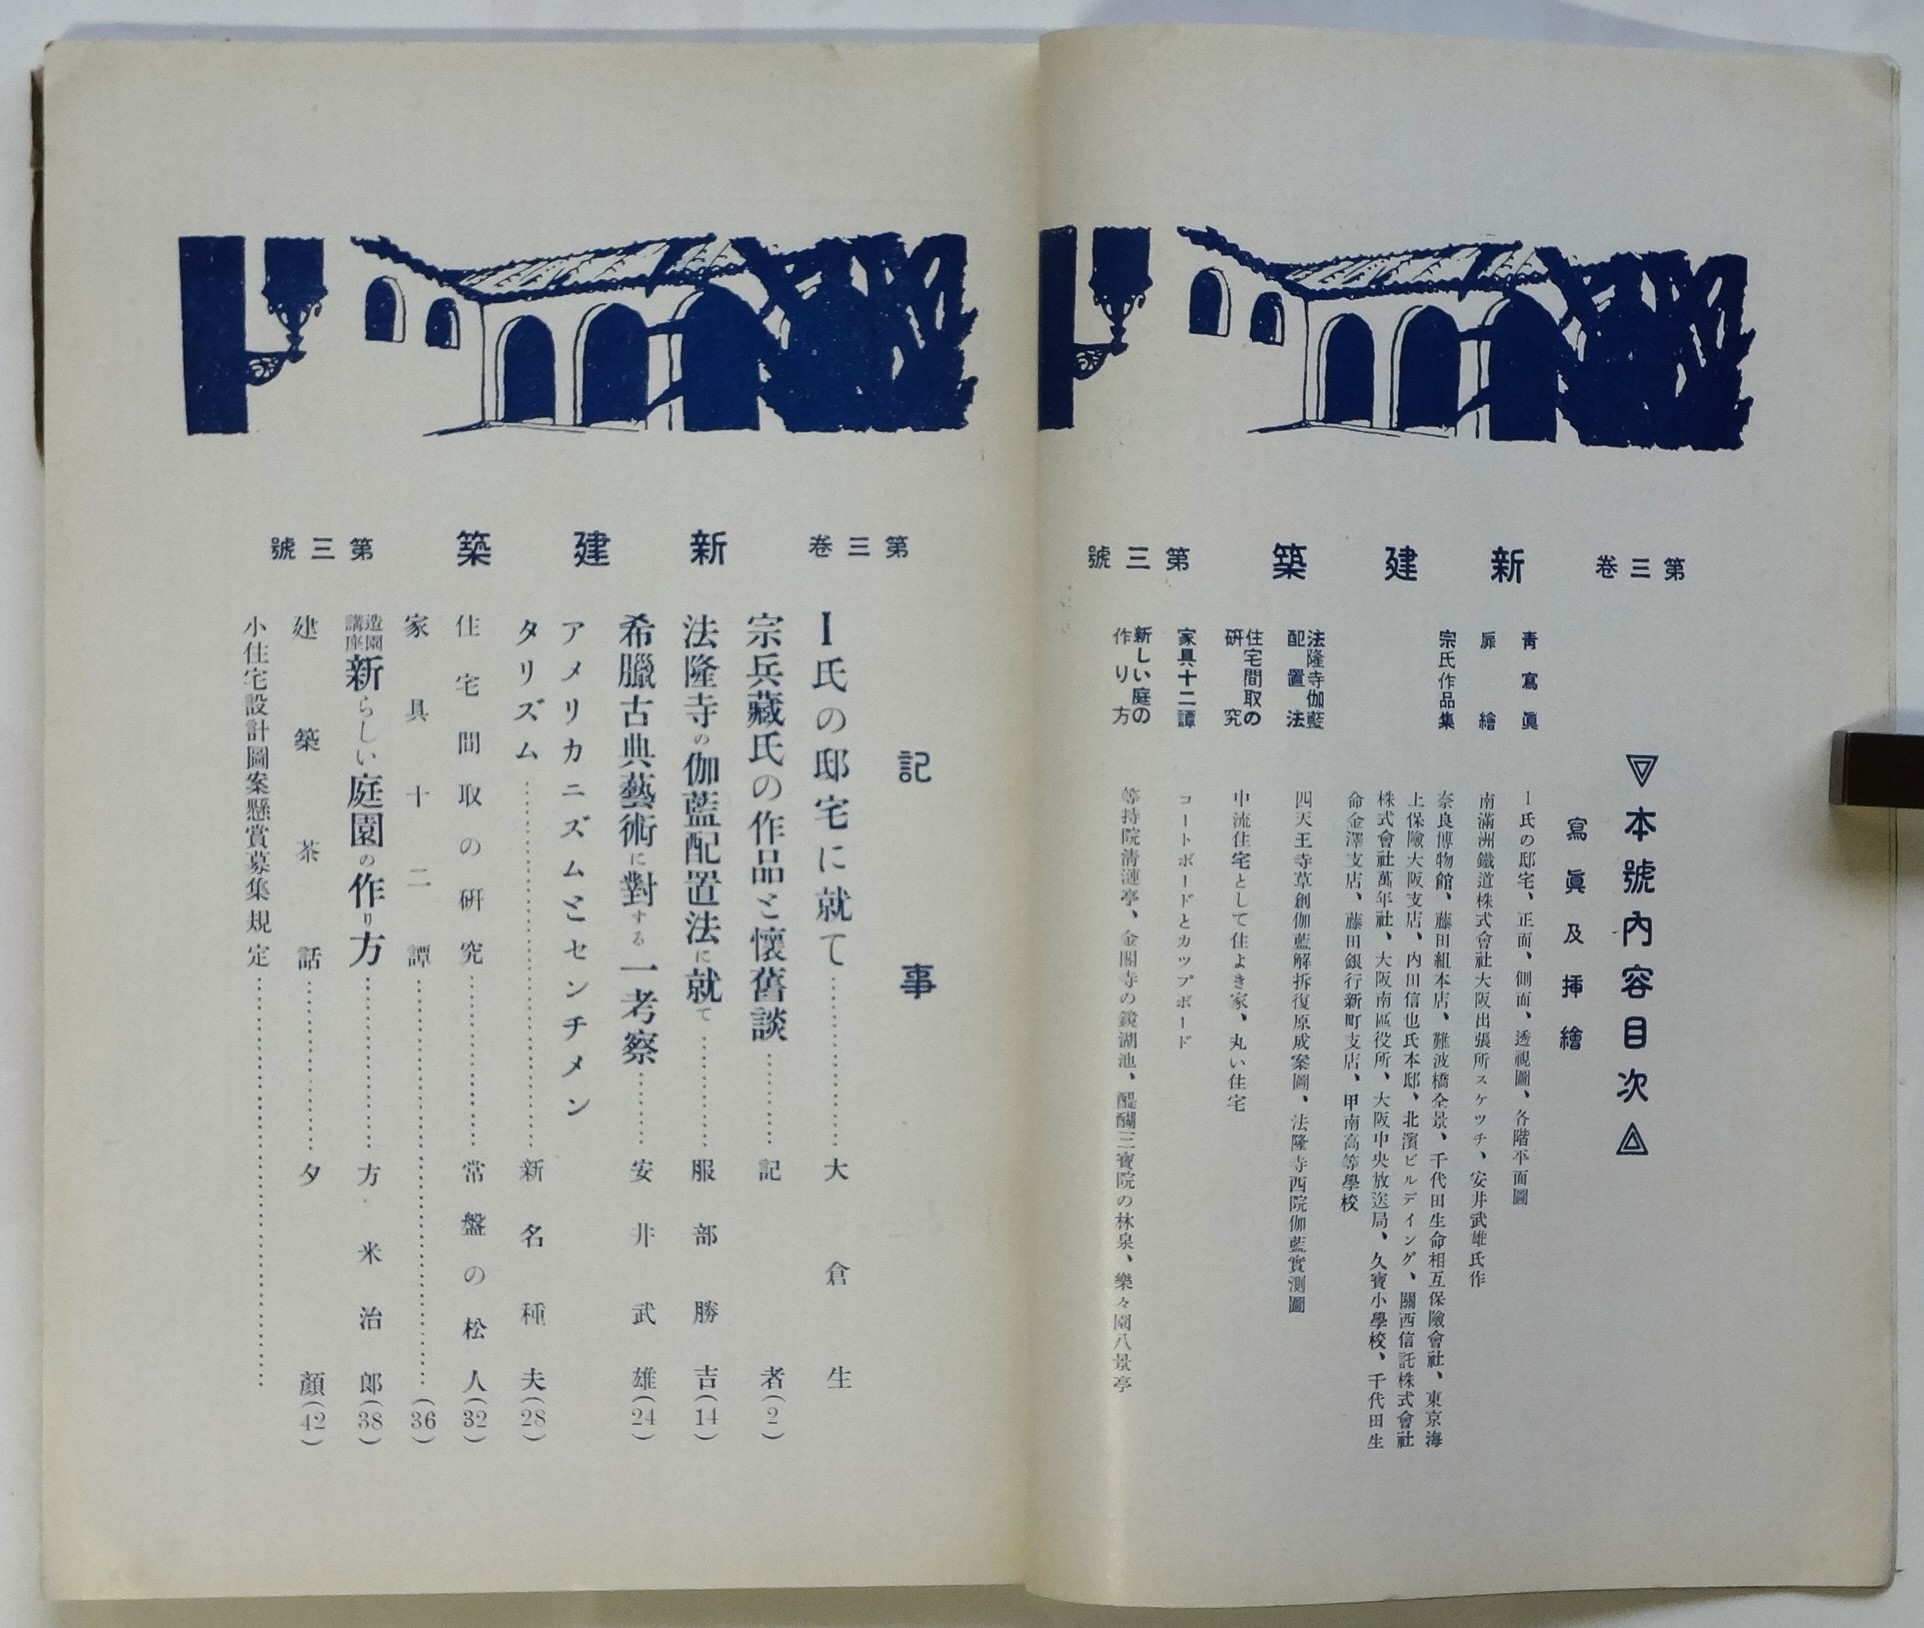 第三卷 新建築 第三號
▽本號內容目次△
寫眞及挿繪
靑寫眞 I氏の邸宅、正面、側面、透視圖、各階平面圖
扉繪 南滿洲鐵道株式會社大阪出張所スケッチ、安井武雄氏作
宗氏作品集 奈良博物館、藤田組本店、難波橋全景、千代田生命相互保險會社、東京海
上保險大阪支店、內田信也氏本邸、北濱ビルデイング、關西信託株式會社
株式會社萬年社、大阪南區役所、大阪中央放送局、久寶小學校、千代田生
命金澤支店、藤田銀行新町支店、甲南高等學校
法隆寺伽藍配置法 四天王寺草創伽藍解拆復原成案圖、法隆寺西院伽藍實測圖
住宅間取の硏究 中流住宅として住よき家、丸い住宅
家具十二譚 コートボードとカツプボード
新しい庭の作り方 等持院淸漣亭、金閣寺の鏡湖池、醍醐三寶院の林泉、樂々園八景亭
第三卷 新建築 第三號
記事
I氏の邸宅に就て…………大倉生
宗兵藏氏の作品と懷舊談………記者(2)
法隆寺の伽藍配置法に就て…………服部勝吉(14)
希臘古典藝術に對する一考察………安井武雄(24)
アメリカニズムとセンチメン
タリズム…………新名種夫(28)
住宅間取の硏究…………常盤の松人(32)
家具十二譚…………(36)
造園講座 新らしい庭園の作り方…………方米治郎(38)
建築茶話…………夕顏(42)
小住宅設計圖案懸賞募集規定…………